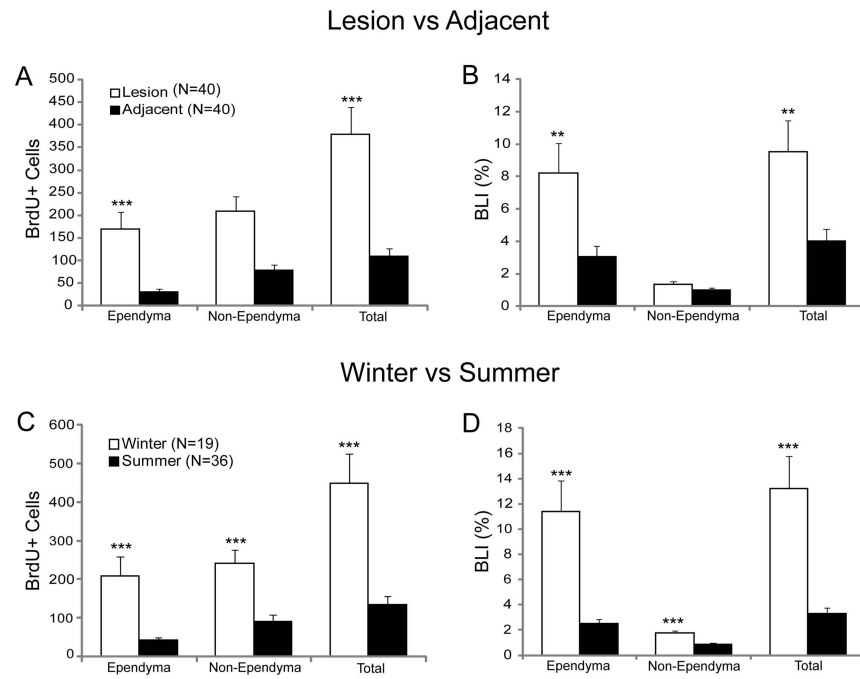 Lesion vs Adjacent
A
BrdU+ Cells
500
450
400
350
300
250
200
150
100
50
0
Lesion (N=40)
Adjacent (N=40)
***
***
Ependyma Non-Ependyma Total
B
BLI (%)
14
12
10
8
6
4
2
0
**
**
Ependyma Non-Ependyma Total
Winter vs Summer
C
BrdU+ Cells
600
500
400
300
200
100
0
Winter (N=19)
Summer (N=36)
***
***
***
Ependyma Non-Ependyma Total
D
BLI (%)
18
16
14
12
10
8
6
4
2
0
***
***
***
Ependyma Non-Ependyma Total